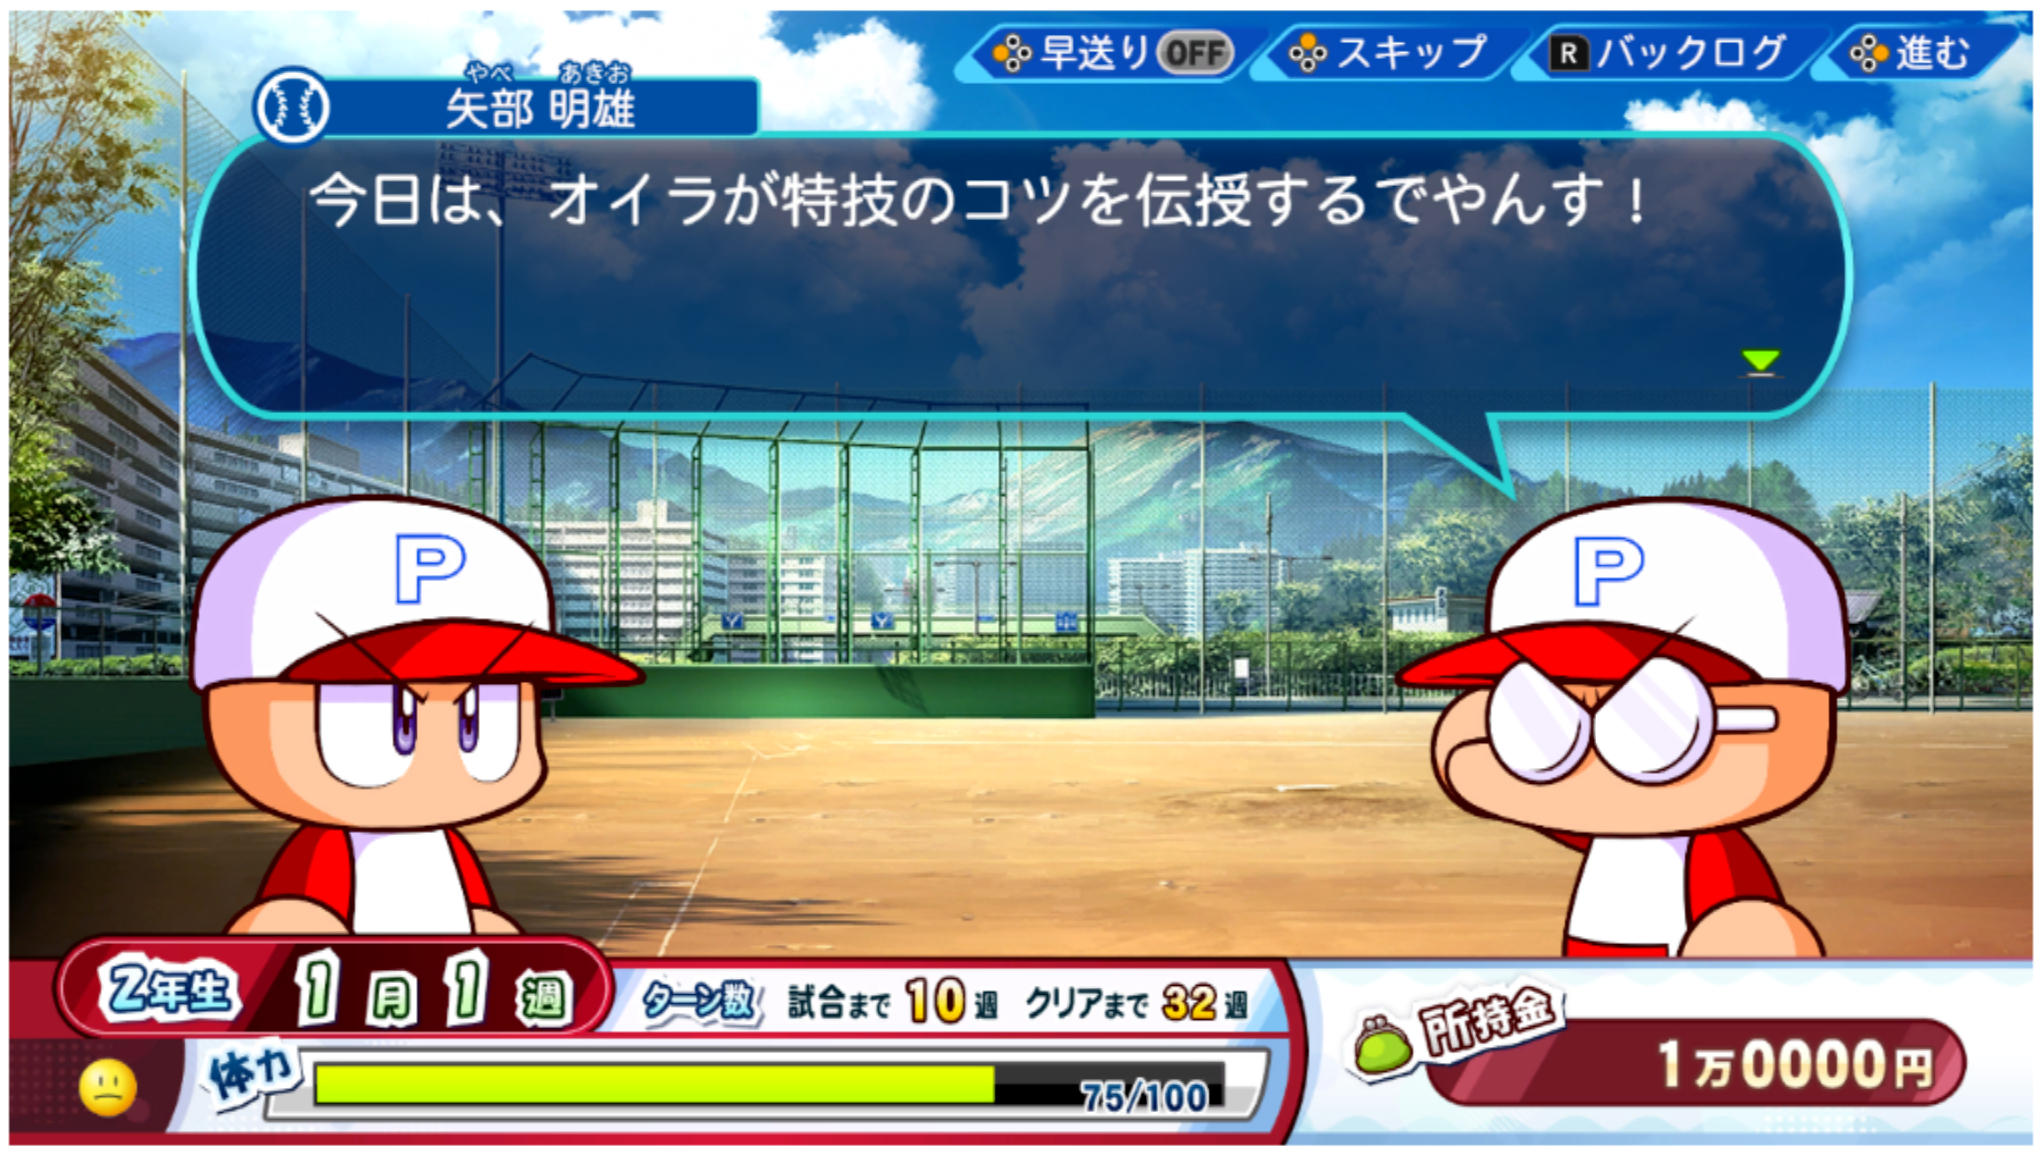 早送り OFF スキップ R バックログ 進む
やべ あきお
矢部 明雄
今日は、オイラが特技のコツを伝授するでやんす！
P
P
2年生 1月1週
ターン数 試合まで10週 クリアまで32週
所持金
1万0000円
体力
75/100